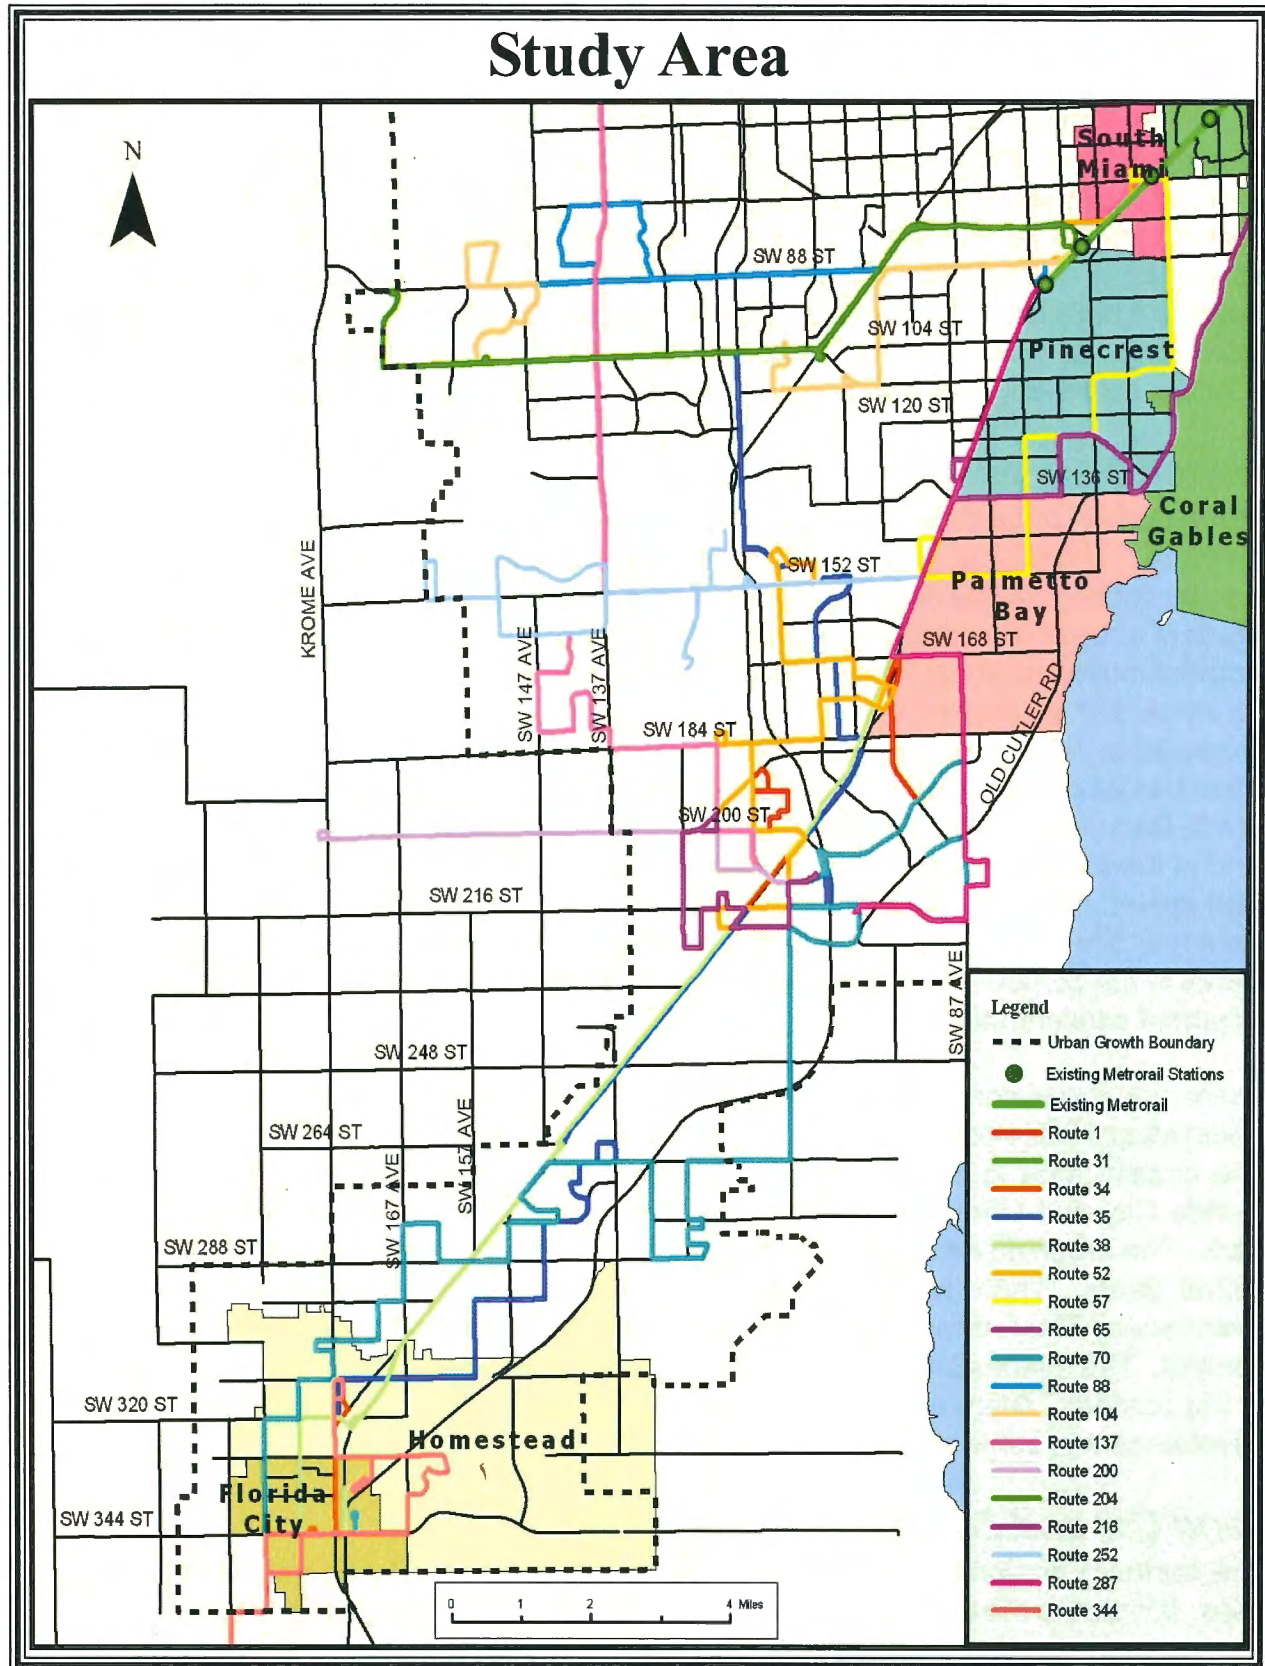 Study Area
N
South
Miami
SW 88 ST
SW 104 ST
Pinecrest
SW 120 ST
SW 136 ST
Coral
Gables
KROME AVE
SW 152 ST
Palmetto
Bay
SW 168 ST
SW 147 AVE
SW 137 AVE
SW 184 ST
OLD CUTLER RD
SW 200 ST
SW 216 ST
SW 87 AVE
SW 248 ST
SW 264 ST
SW 157 AVE
SW 167 AVE
SW 288 ST
SW 320 ST
Homestead
Florida
City
SW 344 ST
0 1 2 4 Miles
Legend
Urban Growth Boundary
Existing Metrorail Stations
Existing Metrorail
Route 1
Route 31
Route 34
Route 35
Route 38
Route 52
Route 57
Route 65
Route 70
Route 88
Route 104
Route 137
Route 200
Route 204
Route 216
Route 252
Route 287
Route 344